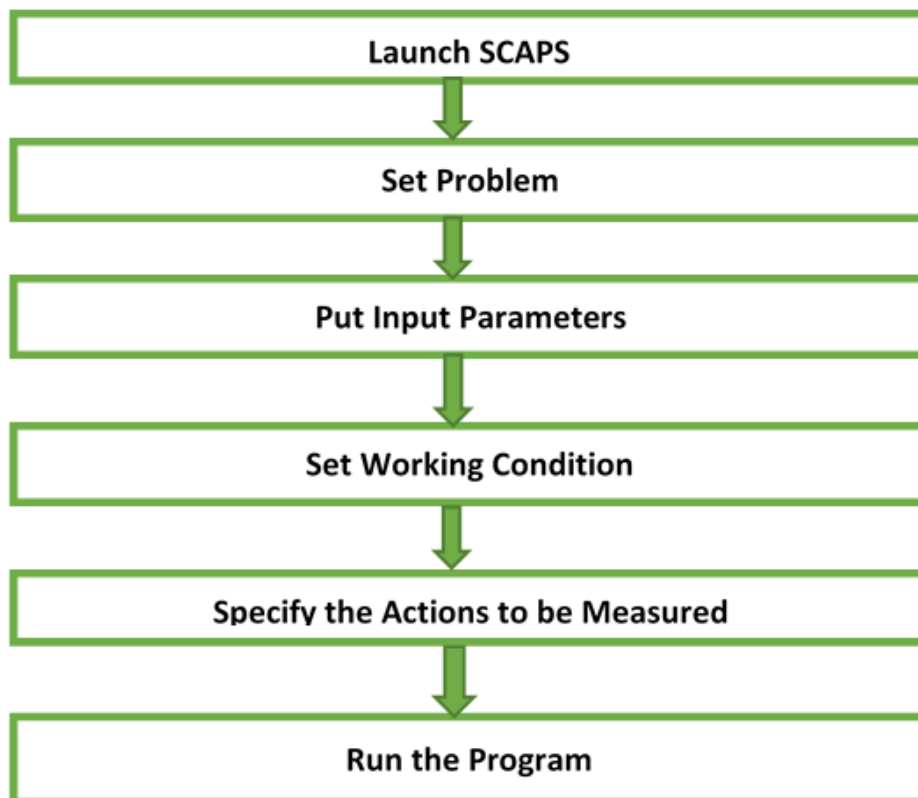 Launch SCAPS
Set Problem
Put Input Parameters
Set Working Condition
Specify the Actions to be Measured
Run the Program